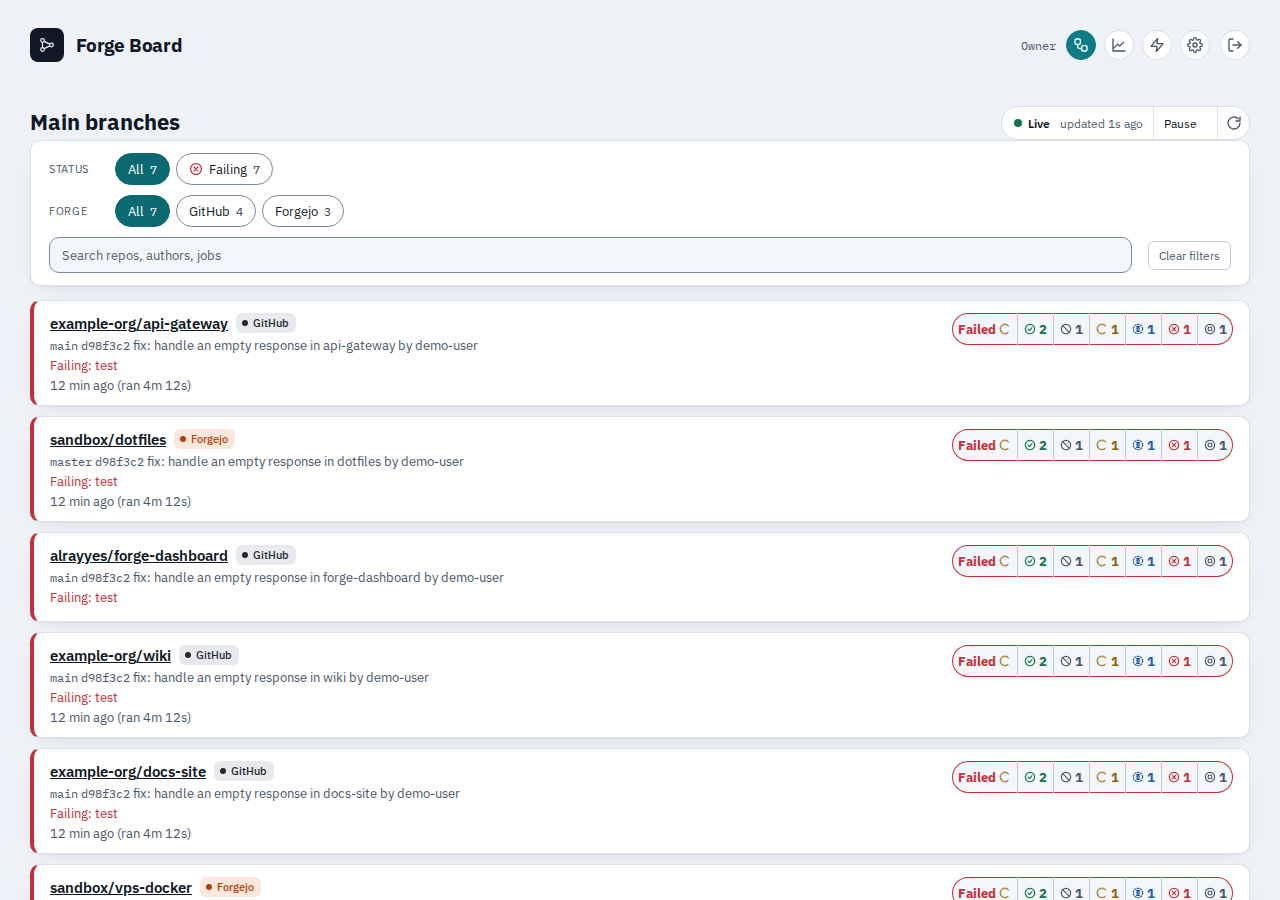 Forge Board
Owner
Main branches
Live updated 1s ago Pause
STATUS All 7 Failing 7
FORGE All 7 GitHub 4 Forgejo 3
Search repos, authors, jobs Clear filters
example-org/api-gateway GitHub Failed 2 1 1 1 1 1
main d98f3c2 fix: handle an empty response in api-gateway by demo-user
Failing: test
12 min ago (ran 4m 12s)
sandbox/dotfiles Forgejo Failed 2 1 1 1 1 1
master d98f3c2 fix: handle an empty response in dotfiles by demo-user
Failing: test
12 min ago (ran 4m 12s)
alrayyes/forge-dashboard GitHub Failed 2 1 1 1 1 1
main d98f3c2 fix: handle an empty response in forge-dashboard by demo-user
Failing: test
example-org/wiki GitHub Failed 2 1 1 1 1 1
main d98f3c2 fix: handle an empty response in wiki by demo-user
Failing: test
12 min ago (ran 4m 12s)
example-org/docs-site GitHub Failed 2 1 1 1 1 1
main d98f3c2 fix: handle an empty response in docs-site by demo-user
Failing: test
12 min ago (ran 4m 12s)
sandbox/vps-docker Forgejo Failed 2 1 1 1 1 1